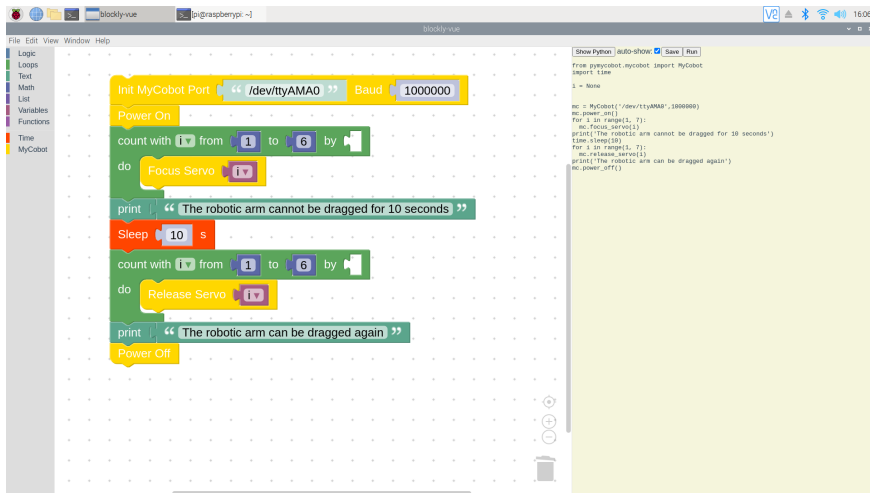 blockly-vue
[pi@raspberrypi: ~]
16:06
blockly-vue
File Edit View Window Help
Logic
Loops
Text
Math
List
Variables
Functions
Time
MyCobot
Init MyCobot Port “ /dev/ttyAMA0 ” Baud 1000000
Power On
count with i from 1 to 6 by
do Focus Servo i
print “ The robotic arm cannot be dragged for 10 seconds ”
Sleep 10 s
count with i from 1 to 6 by
do Release Servo i
print “ The robotic arm can be dragged again ”
Power Off
Show Python auto-show: Save Run
from pymycobot.mycobot import MyCobot
import time
i = None
mc = MyCobot('/dev/ttyAMA0',1000000)
mc.power_on()
for i in range(1, 7):
  mc.focus_servo(i)
print('The robotic arm cannot be dragged for 10 seconds')
time.sleep(10)
for i in range(1, 7):
  mc.release_servo(i)
print('The robotic arm can be dragged again')
mc.power_off()